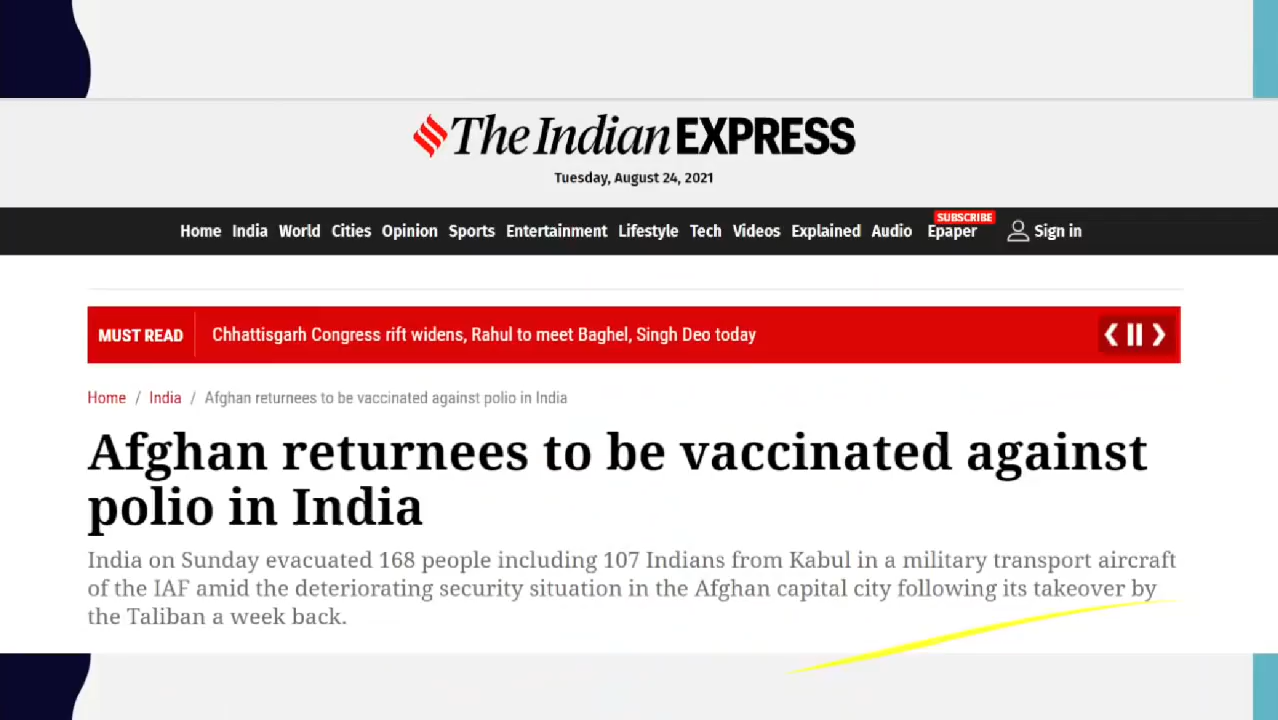 The Indian EXPRESS
Tuesday, August 24, 2021
Home India World Cities Opinion Sports Entertainment Lifestyle Tech Videos Explained Audio Epaper SUBSCRIBE Sign in
MUST READ Chhattisgarh Congress rift widens, Rahul to meet Baghel, Singh Deo today
Home / India / Afghan returnees to be vaccinated against polio in India
Afghan returnees to be vaccinated against
polio in India
India on Sunday evacuated 168 people including 107 Indians from Kabul in a military transport aircraft
of the IAF amid the deteriorating security situation in the Afghan capital city following its takeover by
the Taliban a week back.